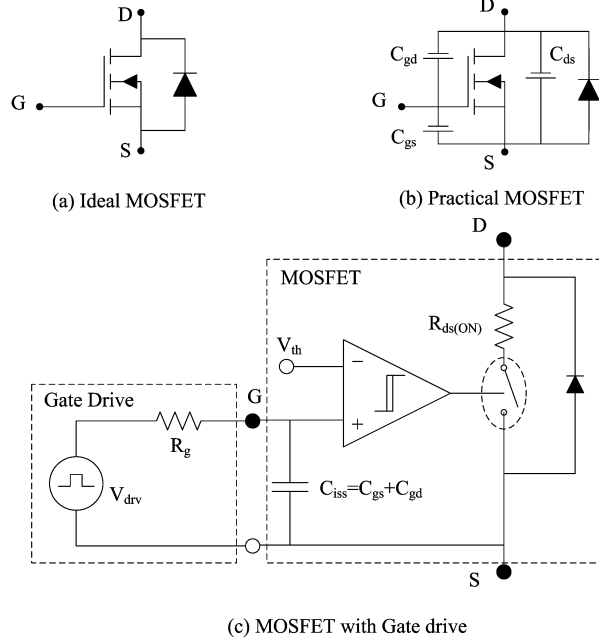 D
G
S
(a) Ideal MOSFET
D
C_gd
C_ds
G
C_gs
S
(b) Practical MOSFET
D
MOSFET
R_ds(ON)
V_th
-
Gate Drive
G
+
R_g
V_drv
C_iss=C_gs+C_gd
S
(c) MOSFET with Gate drive